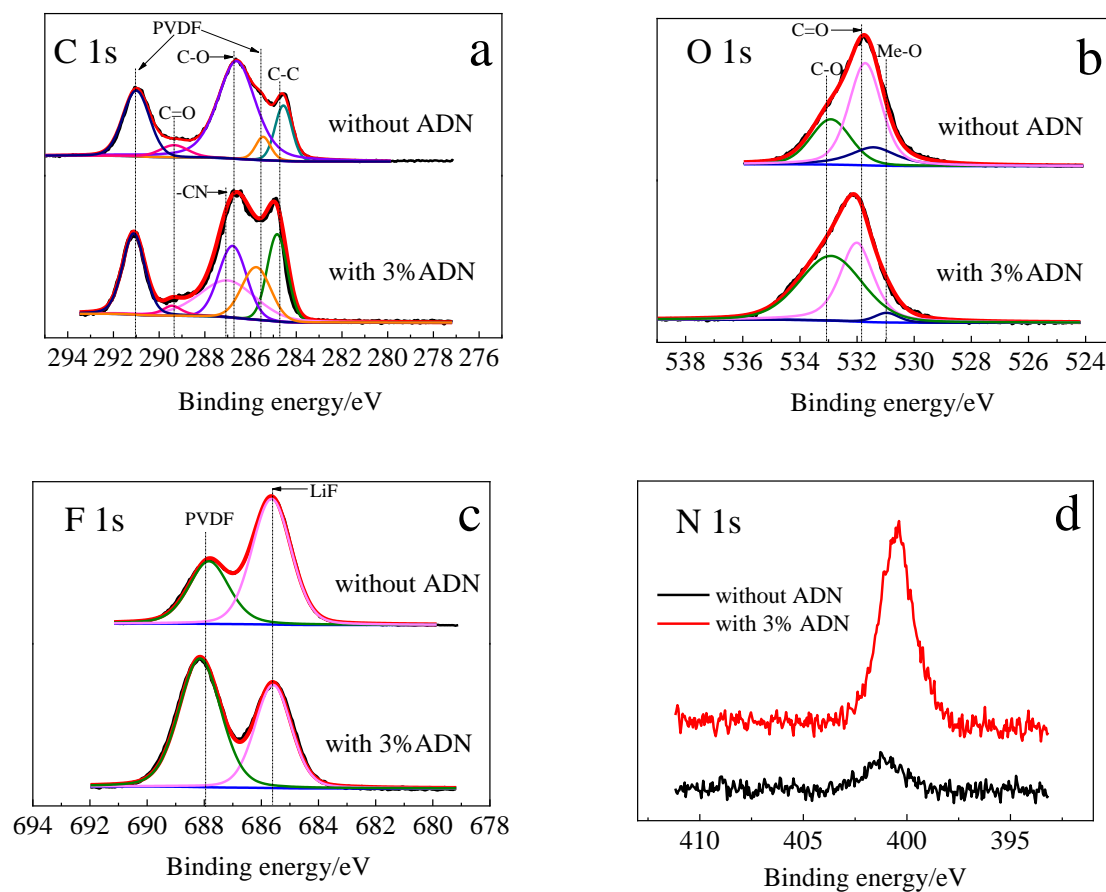 C 1s
PVDF
a
C-O
C-C
C=O
without ADN
-CN
with 3% ADN
294 292 290 288 286 284 282 280 278 276 274
Binding energy/eV
O 1s
C=O
b
Me-O
C-O
without ADN
with 3% ADN
538 536 534 532 530 528 526 524
Binding energy/eV
F 1s
LiF
c
PVDF
without ADN
with 3% ADN
694 692 690 688 686 684 682 680 678
Binding energy/eV
N 1s
d
without ADN
with 3% ADN
410 405 400 395
Binding energy/eV